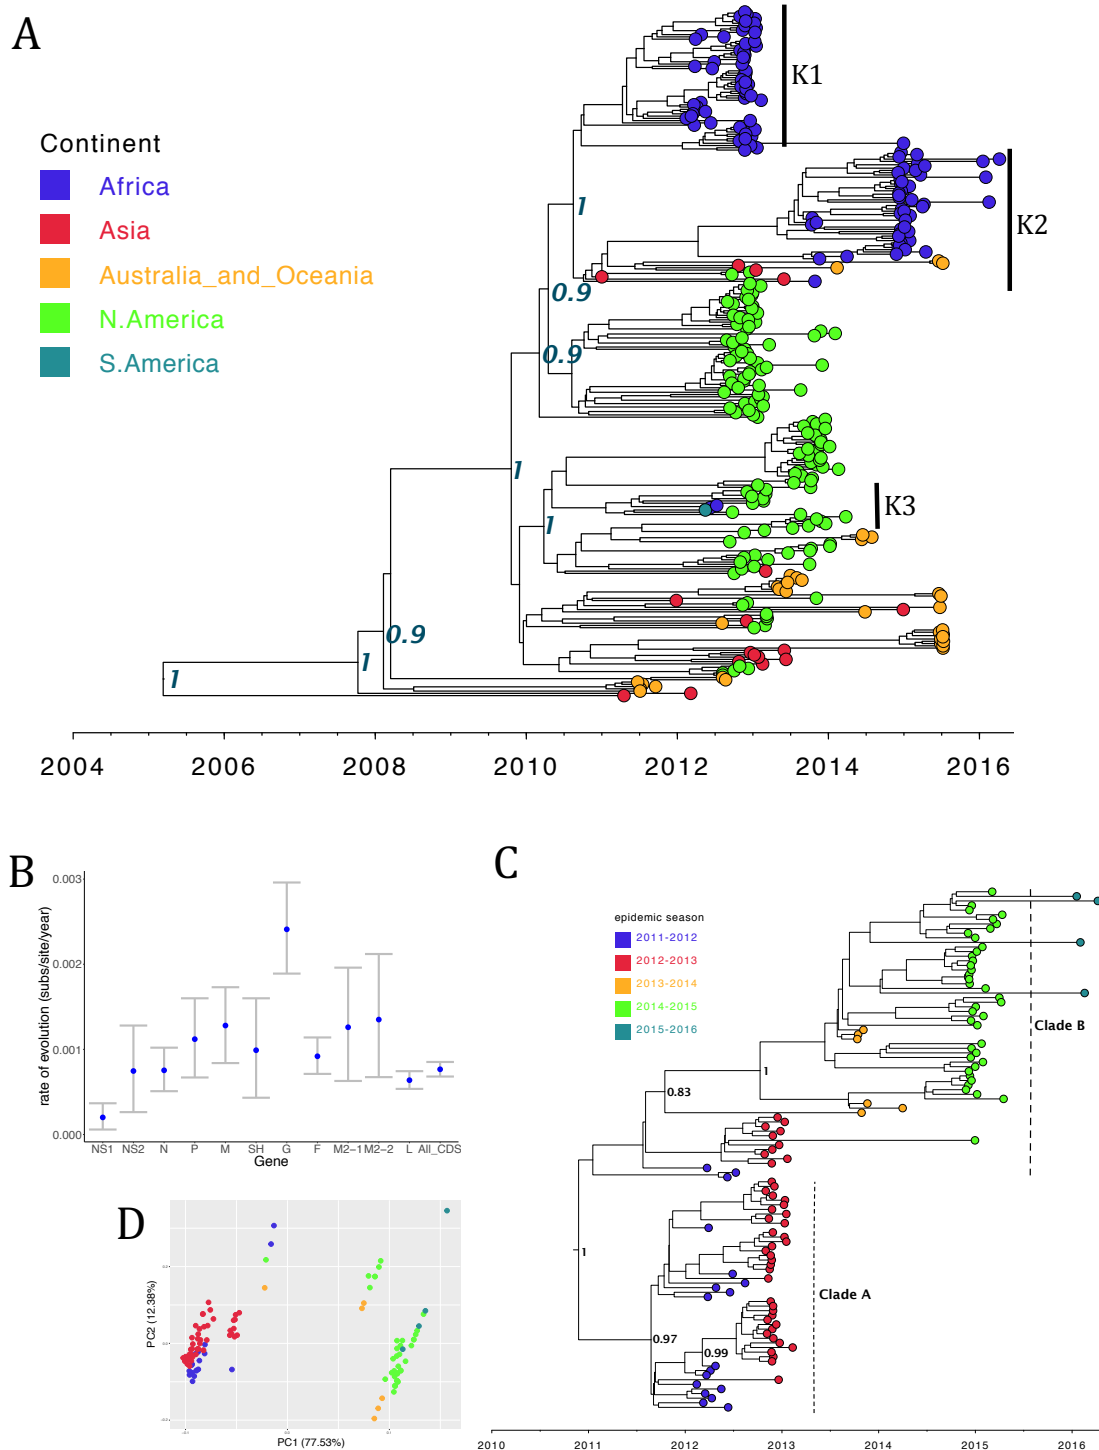 A
K1
Continent
Africa
Asia
Australia_and_Oceania
N.America
S.America
K2
1
0.9
0.9
1
K3
1
0.9
1
1
2004 2006 2008 2010 2012 2014 2016
B
rate of evolution (subs/site/year)
0.003
0.002
0.001
0.000
NS1 NS2 N P M SH G F M2-1 M2-2 L All_CDS
Gene
C
epidemic season
2011-2012
2012-2013
2013-2014
2014-2015
2015-2016
Clade B
1
0.83
1
Clade A
0.97
0.99
2010 2011 2012 2013 2014 2015 2016
D
PC2 (12.38%)
PC1 (77.53%)